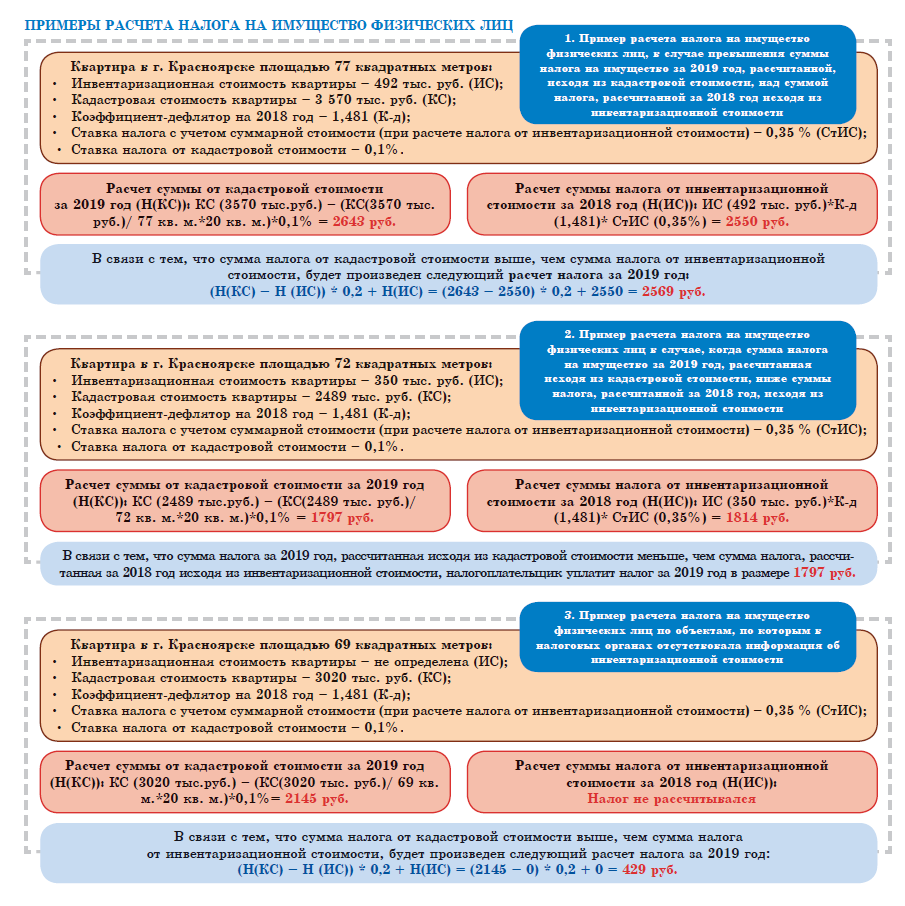 ПРИМЕРЫ РАСЧЕТА НАЛОГА НА ИМУЩЕСТВО ФИЗИЧЕСКИХ ЛИЦ
1. Пример расчета налога на имущество
физических лиц, в случае превышения суммы
налога на имущество за 2019 год, рассчитанной,
исходя из кадастровой стоимости, над суммой
налога, рассчитанной за 2018 год исходя из
инвентаризационной стоимости
Квартира в г. Красноярске площадью 77 квадратных метров:
• Инвентаризационная стоимость квартиры – 492 тыс. руб. (ИС);
• Кадастровая стоимость квартиры – 3 570 тыс. руб. (КС);
• Коэффициент-дефлятор на 2018 год – 1,481 (К-д);
• Ставка налога с учетом суммарной стоимости (при расчете налога от инвентаризационной стоимости) – 0,35 % (СтИС);
• Ставка налога от кадастровой стоимости – 0,1%.
Расчет суммы от кадастровой стоимости
за 2019 год (Н(КС)): КС (3570 тыс.руб.) – (КС(3570 тыс.
руб.)/ 77 кв. м.*20 кв. м.)*0,1% = 2643 руб.
Расчет суммы налога от инвентаризационной
стоимости за 2018 год (Н(ИС)): ИС (492 тыс. руб.)*К-д
(1,481)* СтИС (0,35%) = 2550 руб.
В связи с тем, что сумма налога от кадастровой стоимости выше, чем сумма налога от инвентаризационной
стоимости, будет произведен следующий расчет налога за 2019 год:
(Н(КС) – Н (ИС)) * 0,2 + Н(ИС) = (2643 – 2550) * 0,2 + 2550 = 2569 руб.
2. Пример расчета налога на имущество
физических лиц в случае, когда сумма налога
на имущество за 2019 год, рассчитанная
исходя из кадастровой стоимости, ниже суммы
налога, рассчитанной за 2018 год, исходя из
инвентаризационной стоимости
Квартира в г. Красноярске площадью 72 квадратных метров:
• Инвентаризационная стоимость квартиры – 350 тыс. руб. (ИС);
• Кадастровая стоимость квартиры – 2489 тыс. руб. (КС);
• Коэффициент-дефлятор на 2018 год – 1,481 (К-д);
• Ставка налога с учетом суммарной стоимости (при расчете налога от инвентаризационной стоимости) – 0,35 % (СтИС);
• Ставка налога от кадастровой стоимости – 0,1%.
Расчет суммы от кадастровой стоимости за 2019 год
(Н(КС)): КС (2489 тыс.руб.) – (КС(2489 тыс. руб.)/
72 кв. м.*20 кв. м.)*0,1% = 1797 руб.
Расчет суммы налога от инвентаризационной
стоимости за 2018 год (Н(ИС)): ИС (350 тыс. руб.)*К-д
(1,481)* СтИС (0,35%) = 1814 руб.
В связи с тем, что сумма налога за 2019 год, рассчитанная исходя из кадастровой стоимости меньше, чем сумма налога, рассчи-
танная за 2018 год исходя из инвентаризационной стоимости, налогоплательщик уплатит налог за 2019 год в размере 1797 руб.
3. Пример расчета налога на имущество
физических лиц по объектам, по которым в
налоговых органах отсутствовала информация об
инвентаризационной стоимости
Квартира в г. Красноярске площадью 69 квадратных метров:
• Инвентаризационная стоимость квартиры – не определена (ИС);
• Кадастровая стоимость квартиры – 3020 тыс. руб. (КС);
• Коэффициент-дефлятор на 2018 год – 1,481 (К-д);
• Ставка налога с учетом суммарной стоимости (при расчете налога от инвентаризационной стоимости) – 0,35 % (СтИС);
• Ставка налога от кадастровой стоимости – 0,1%.
Расчет суммы от кадастровой стоимости за 2019 год
(Н(КС)): КС (3020 тыс.руб.) – (КС(3020 тыс. руб.)/ 69 кв.
м.*20 кв. м.)*0,1%= 2145 руб.
Расчет суммы налога от инвентаризационной
стоимости за 2018 год (Н(ИС)):
Налог не рассчитывался
В связи с тем, что сумма налога от кадастровой стоимости выше, чем сумма налога
от инвентаризационной стоимости, будет произведен следующий расчет налога за 2019 год:
(Н(КС) – Н (ИС)) * 0,2 + Н(ИС) = (2145 – 0) * 0,2 + 0 = 429 руб.